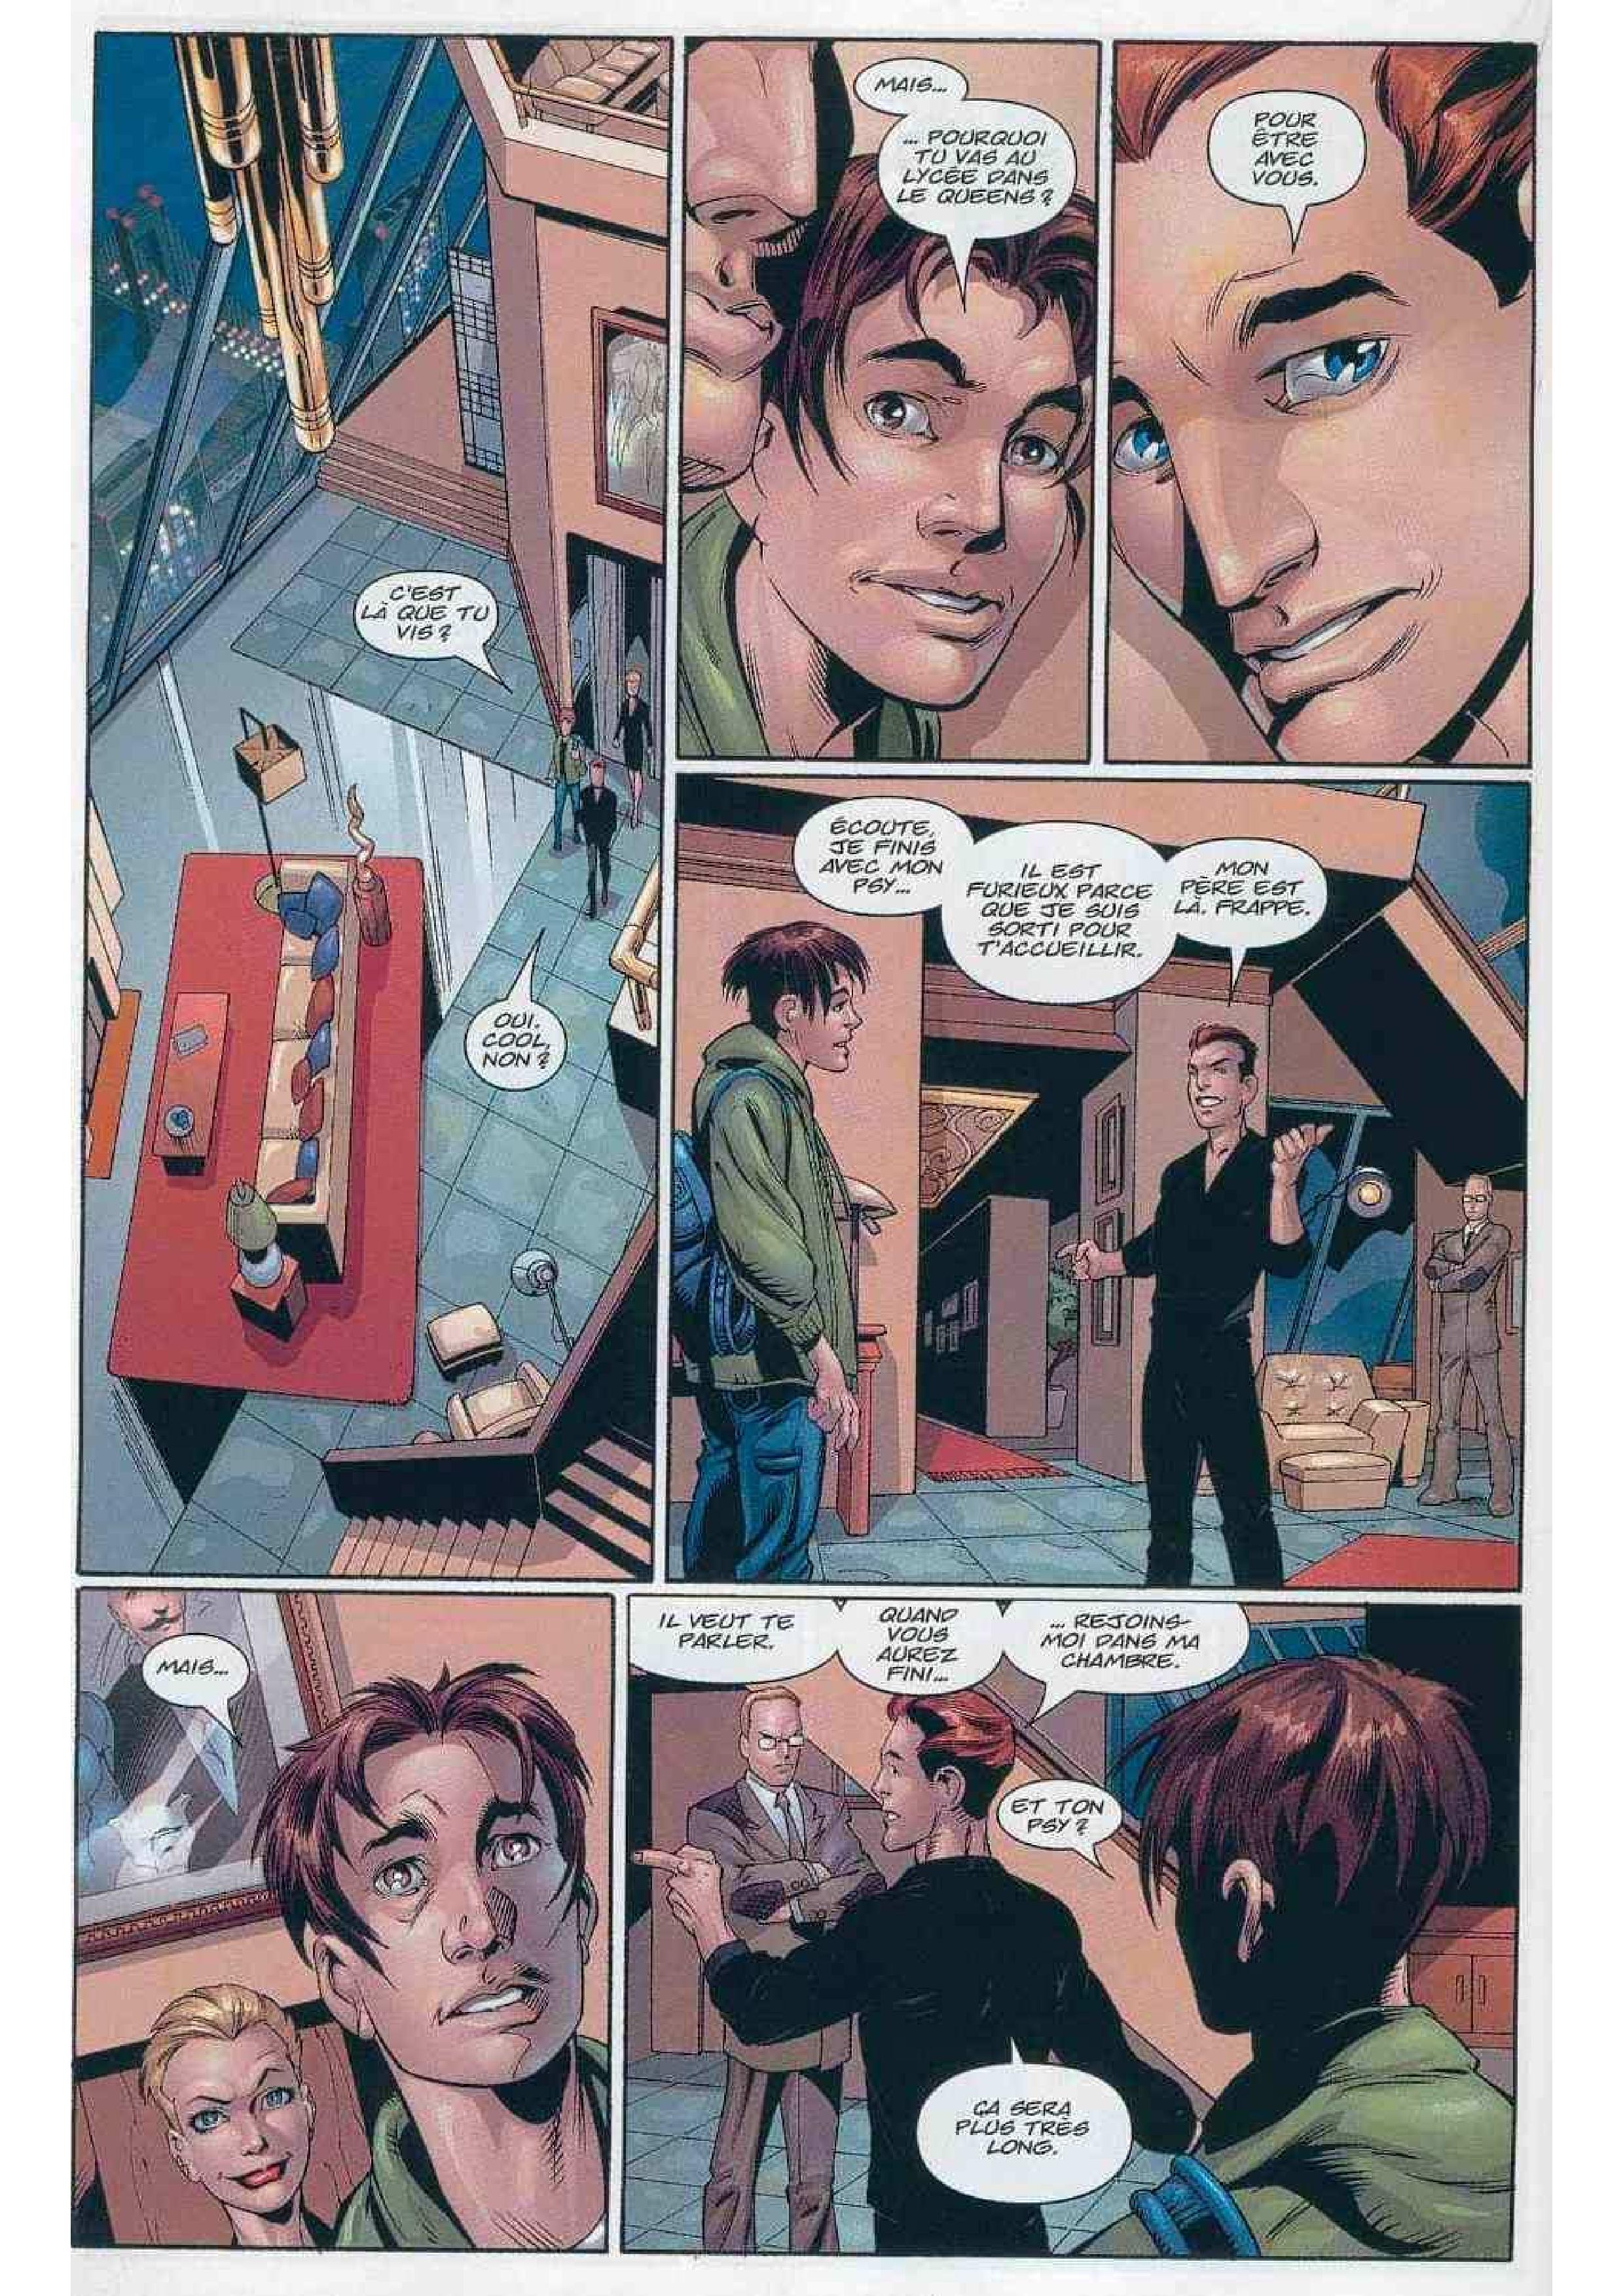 C'EST
LÀ QUE TU
VIS ?
OUI.
COOL,
NON ?
MAIS...
... POURQUOI
TU VAS AU
LYCÉE DANS
LE QUEENS ?
POUR
ÊTRE
AVEC
VOUS.
ÉCOUTE,
JE FINIS
AVEC MON
PSY...
IL EST
FURIEUX PARCE
QUE JE SUIS
SORTI POUR
T'ACCUEILLIR.
MON
PÈRE EST
LÀ. FRAPPE.
MAIS...
IL VEUT TE
PARLER.
QUAND
VOUS
AUREZ
FINI...
... REJOINS-
MOI DANS MA
CHAMBRE.
ET TON
PSY ?
ÇA SERA
PLUS TRÈS
LONG.